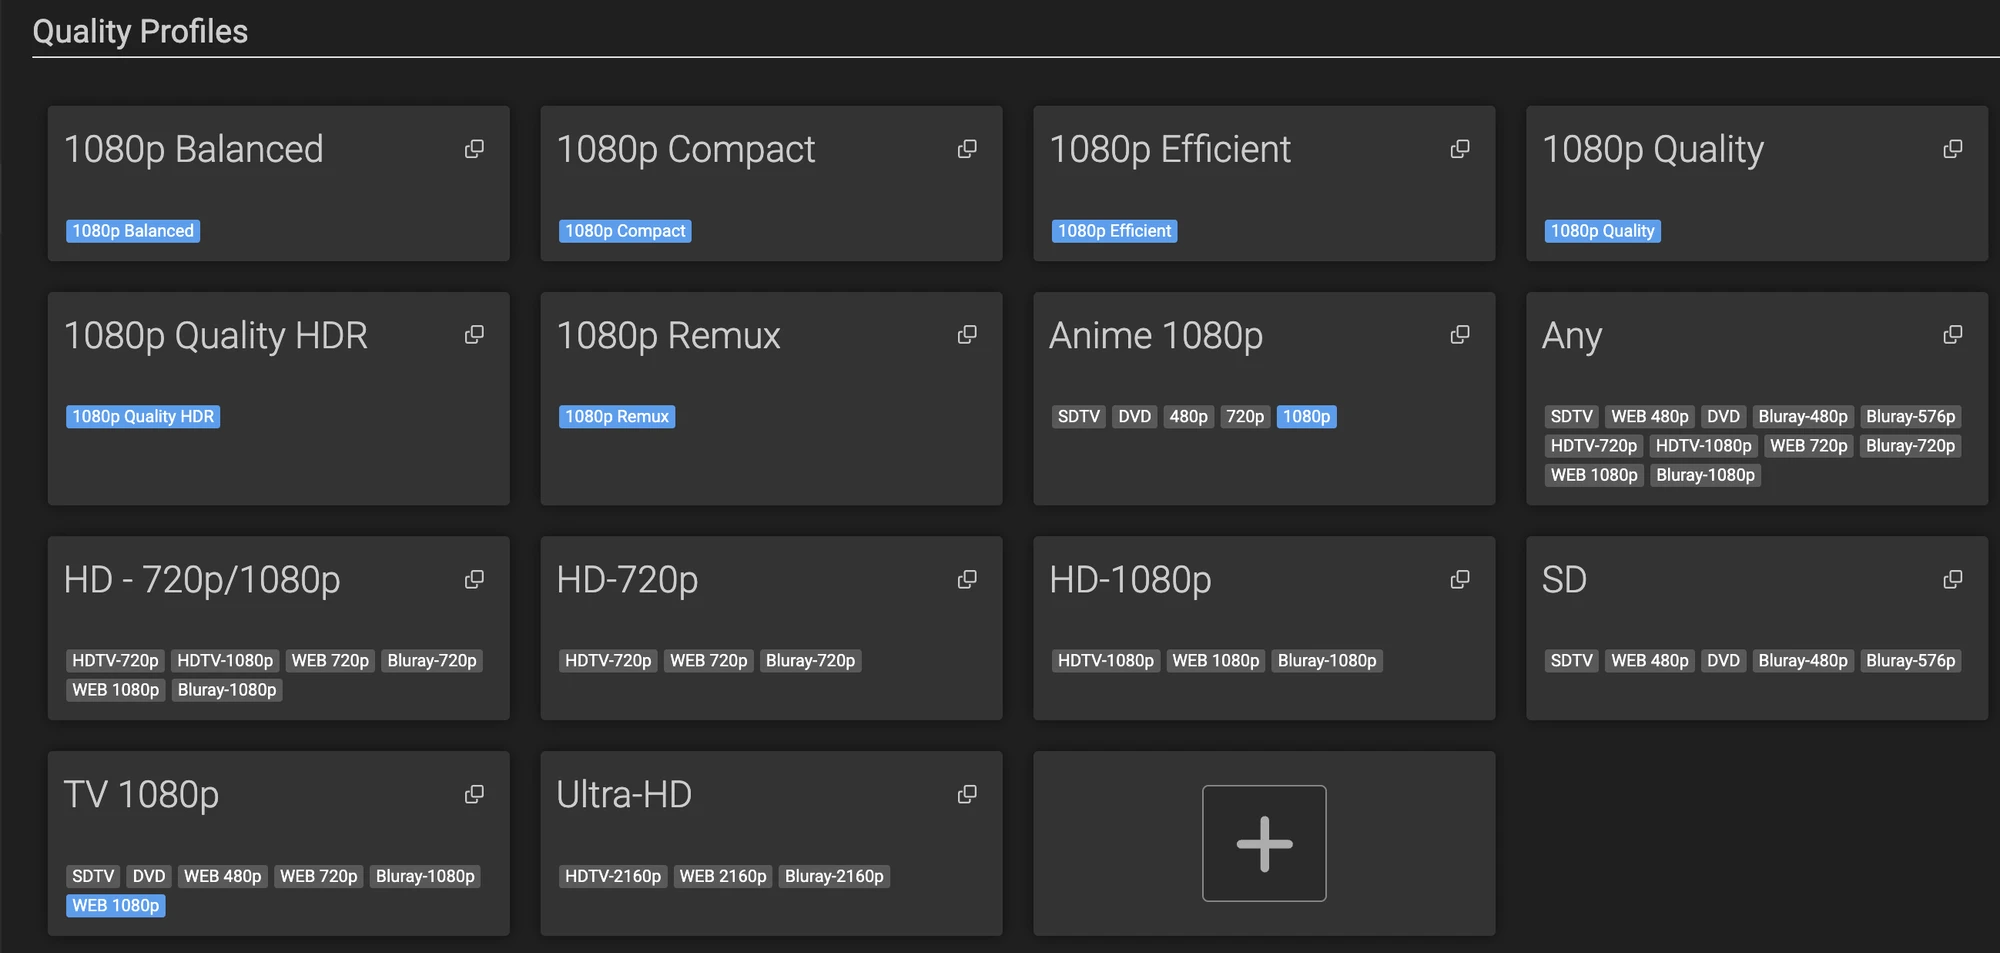 Quality Profiles
1080p Balanced
1080p Balanced
1080p Compact
1080p Compact
1080p Efficient
1080p Efficient
1080p Quality
1080p Quality
1080p Quality HDR
1080p Quality HDR
1080p Remux
1080p Remux
Anime 1080p
SDTV DVD 480p 720p 1080p
Any
SDTV WEB 480p DVD Bluray-480p Bluray-576p
HDTV-720p HDTV-1080p WEB 720p Bluray-720p
WEB 1080p Bluray-1080p
HD - 720p/1080p
HDTV-720p HDTV-1080p WEB 720p Bluray-720p
WEB 1080p Bluray-1080p
HD-720p
HDTV-720p WEB 720p Bluray-720p
HD-1080p
HDTV-1080p WEB 1080p Bluray-1080p
SD
SDTV WEB 480p DVD Bluray-480p Bluray-576p
TV 1080p
SDTV DVD WEB 480p WEB 720p Bluray-1080p
WEB 1080p
Ultra-HD
HDTV-2160p WEB 2160p Bluray-2160p